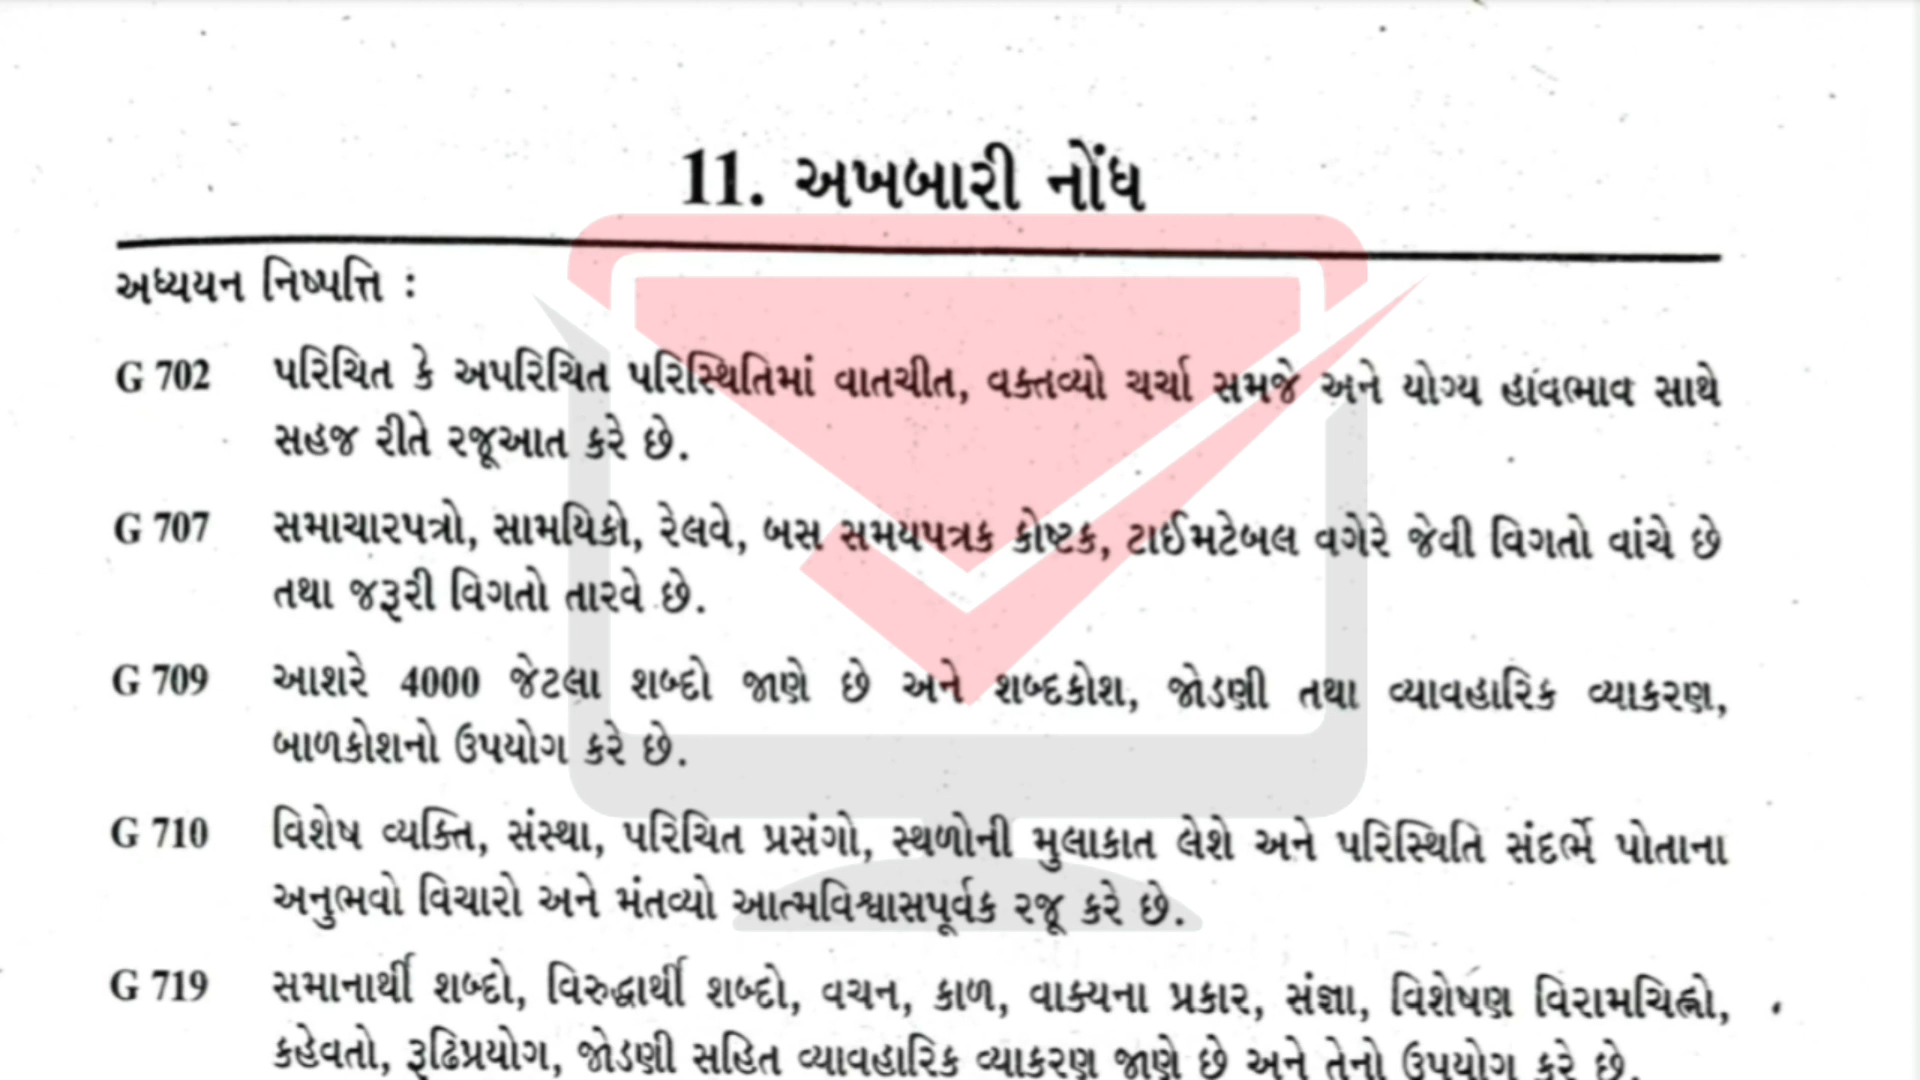 11. અખબારી નોંધ
અધ્યયન નિષ્પત્તિ :
G 702 પરિચિત કે અપરિચિત પરિસ્થિતિમાં વાતચીત, વક્તવ્યો ચર્ચા સમજે અને યોગ્ય હાવભાવ સાથે
સહજ રીતે રજૂઆત કરે છે.
G 707 સમાચારપત્રો, સામયિકો, રેલવે, બસ સમયપત્રક કોષ્ટક, ટાઈમટેબલ વગેરે જેવી વિગતો વાંચે છે
તથા જરૂરી વિગતો તારવે છે.
G 709 આશરે 4000 જેટલા શબ્દો જાણે છે અને શબ્દકોશ, જોડણી તથા વ્યાવહારિક વ્યાકરણ,
બાળકોશનો ઉપયોગ કરે છે.
G 710 વિશેષ વ્યક્તિ, સંસ્થા, પરિચિત પ્રસંગો, સ્થળોની મુલાકાત લેશે અને પરિસ્થિતિ સંદર્ભે પોતાના
અનુભવો વિચારો અને મંતવ્યો આત્મવિશ્વાસપૂર્વક રજૂ કરે છે.
G 719 સમાનાર્થી શબ્દો, વિરુદ્ધાર્થી શબ્દો, વચન, કાળ, વાક્યના પ્રકાર, સંજ્ઞા, વિશેષણ વિરામચિહ્નો,
કહેવતો, રૂઢિપ્રયોગ, જોડણી સહિત વ્યાવહારિક વ્યાકરણ જાણે છે અને તેનો ઉપયોગ કરે છે.